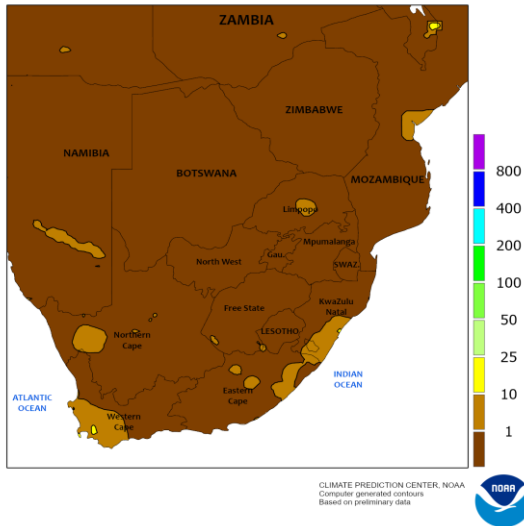 ZAMBIA
ZIMBABWE
NAMIBIA
BOTSWANA
MOZAMBIQUE
Limpopo
Mpumalanga
North West
Gau.
SWAZ.
KwaZulu
Natal
Free State
LESOTHO
Northern
Cape
Eastern
Cape
Western
Cape
ATLANTIC
OCEAN
INDIAN
OCEAN
800
400
200
100
50
25
10
1
CLIMATE PREDICTION CENTER, NOAA
Computer generated contours
Based on preliminary data
NOAA